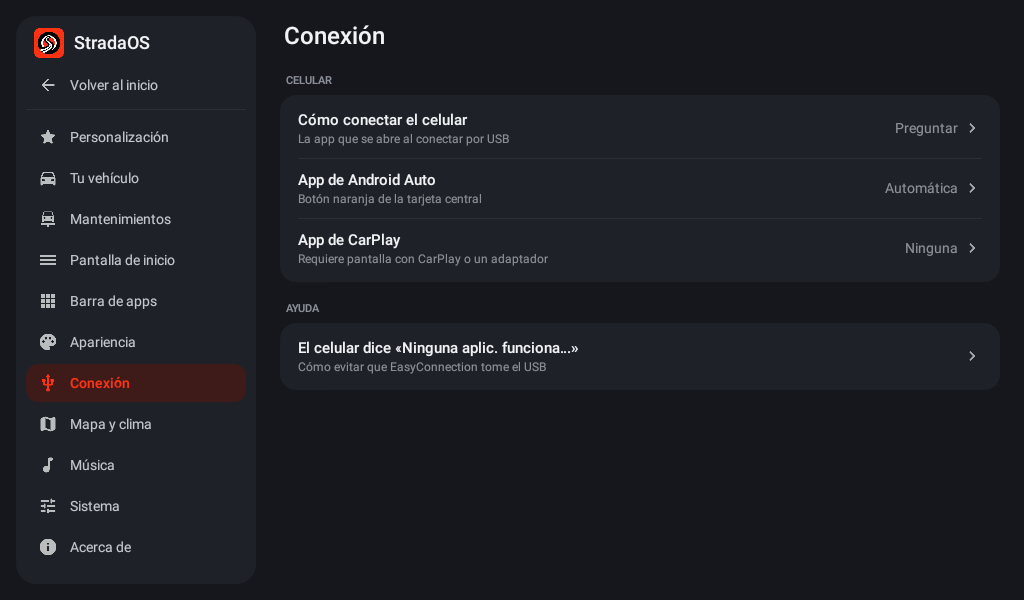 StradaOS
Volver al inicio
Personalización
Tu vehículo
Mantenimientos
Pantalla de inicio
Barra de apps
Apariencia
Conexión
Mapa y clima
Música
Sistema
Acerca de
Conexión
CELULAR
Cómo conectar el celular
La app que se abre al conectar por USB
Preguntar
App de Android Auto
Botón naranja de la tarjeta central
Automática
App de CarPlay
Requiere pantalla con CarPlay o un adaptador
Ninguna
AYUDA
El celular dice «Ninguna aplic. funciona...»
Cómo evitar que EasyConnection tome el USB